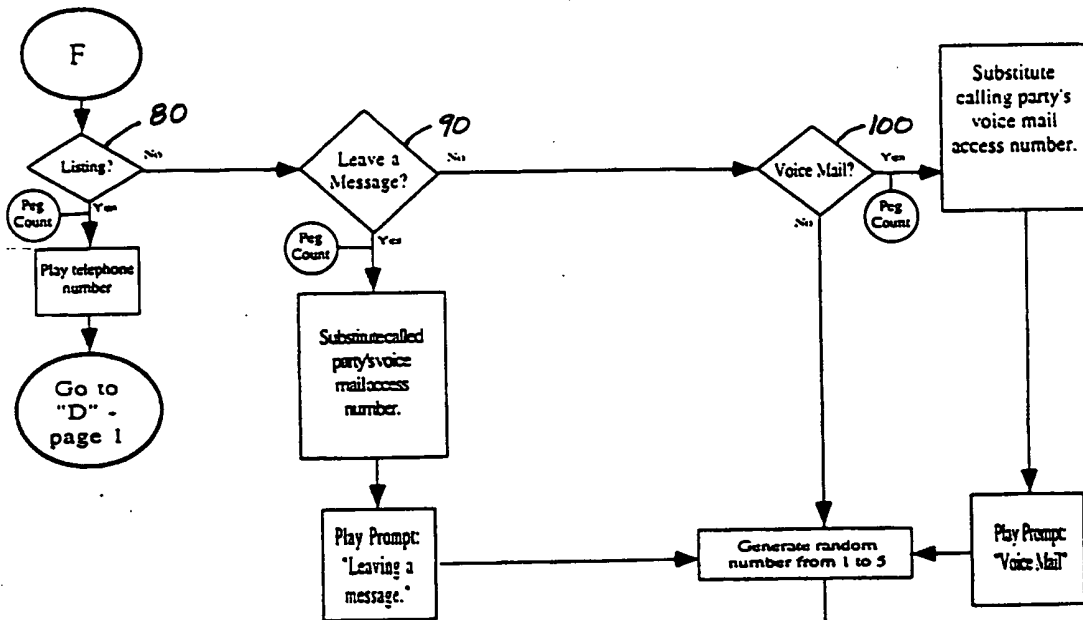 F
80
Listing?
No
Peg
Count
Yes
Play telephone
number
Go to
"D" -
page 1
90
Leave a
Message?
No
Peg
Count
Yes
Substitute called
party's voice
mail access
number.
Play Prompt:
"Leaving a
message."
100
Voice Mail?
Yes
No
Peg
Count
Substitute
calling party's
voice mail
access number.
Play Prompt:
"Voice Mail"
Generate random
number from 1 to 5